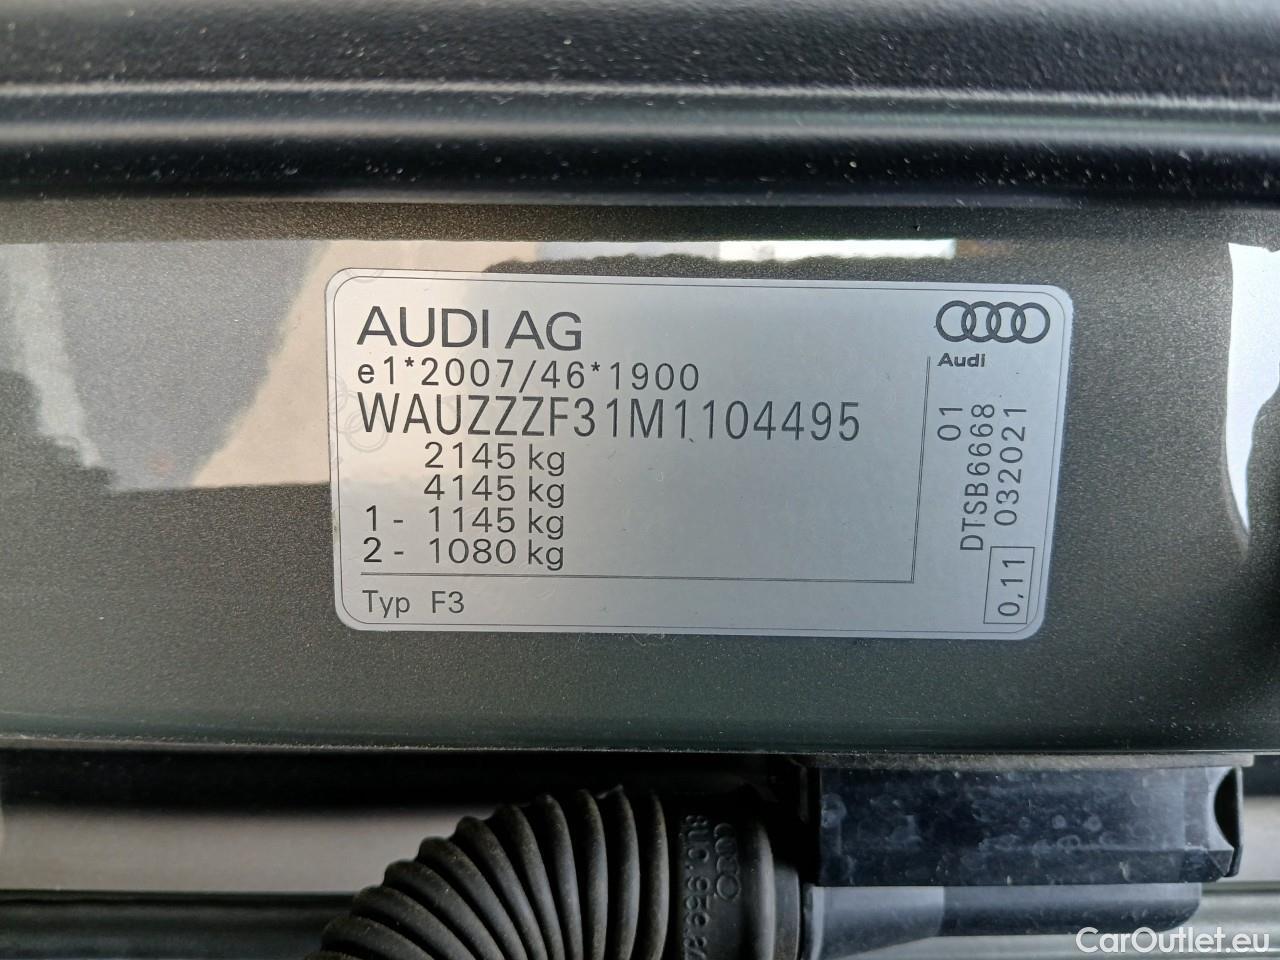 AUDI AG
e1*2007/46*1900
WAUZZZF31M1104495
2145 kg
4145 kg
1 - 1145 kg
2 - 1080 kg
Typ F3
Audi
01
DTSB6668
032021
0,11
CarOutlet.eu